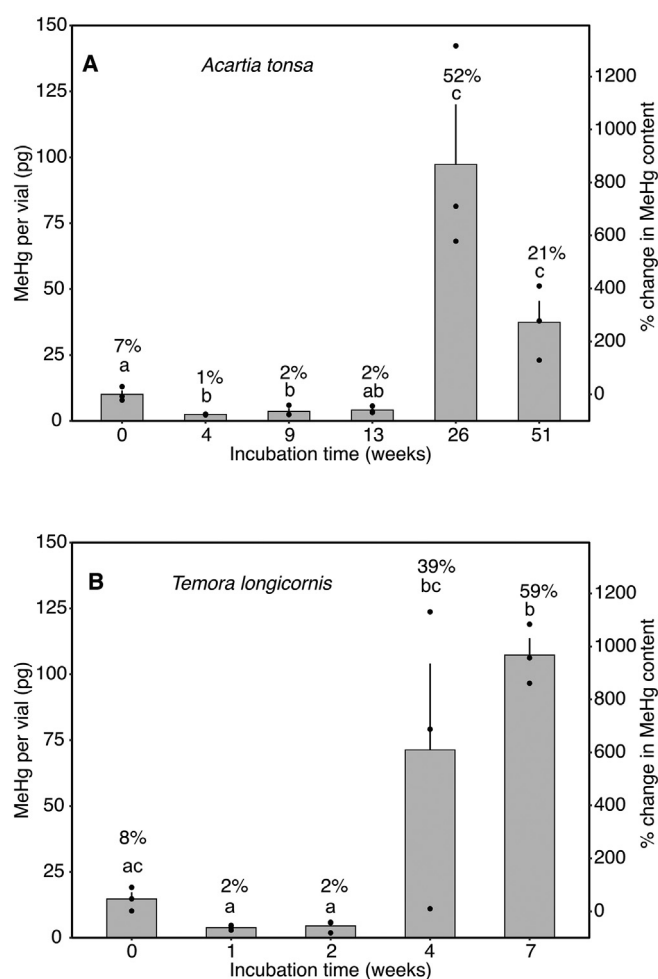 150
125
100
75
50
25
0
MeHg per vial (pg)
A
Acartia tonsa
7%
a
1%
b
2%
b
2%
ab
52%
c
21%
c
1200
1000
800
600
400
200
0
% change in MeHg content
0 4 9 13 26 51
Incubation time (weeks)
150
125
100
75
50
25
0
MeHg per vial (pg)
B
Temora longicornis
8%
ac
2%
a
2%
a
39%
bc
59%
b
1200
1000
800
600
400
200
0
% change in MeHg content
0 1 2 4 7
Incubation time (weeks)